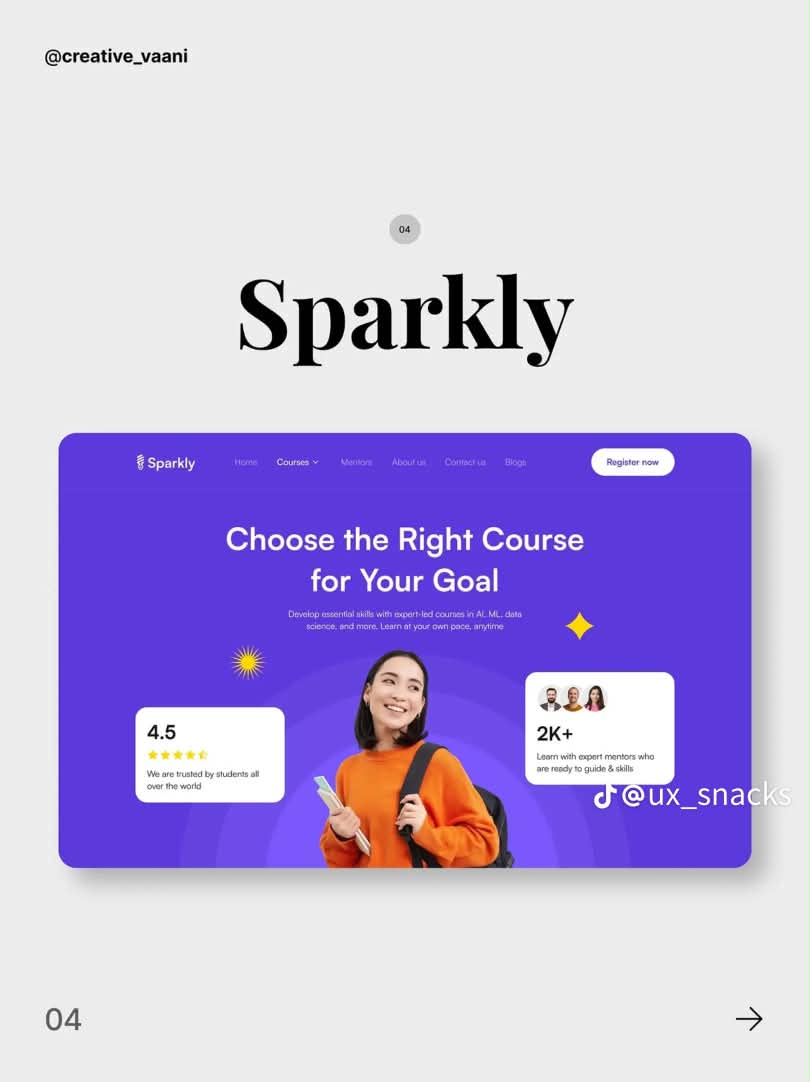 @creative_vaani
04
Sparkly
Sparkly
Home
Courses
Mentors
About us
Contact us
Blogs
Register now
Choose the Right Course
for Your Goal
Develop essential skills with expert-led courses in AI, ML, data
science, and more. Learn at your own pace, anytime
4.5
We are trusted by students all
over the world
2K+
Learn with expert mentors who
are ready to guide & skills
@ux_snacks
04